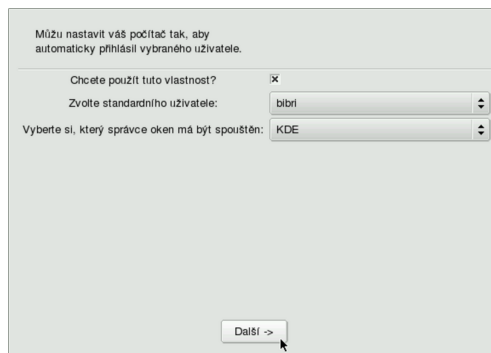 Můžu nastavit váš počítač tak, aby
automaticky přihlásil vybraného uživatele.
Chcete použít tuto vlastnost?
Zvolte standardního uživatele: bibri
Vyberte si, který správce oken má být spouštěn: KDE
Další ->